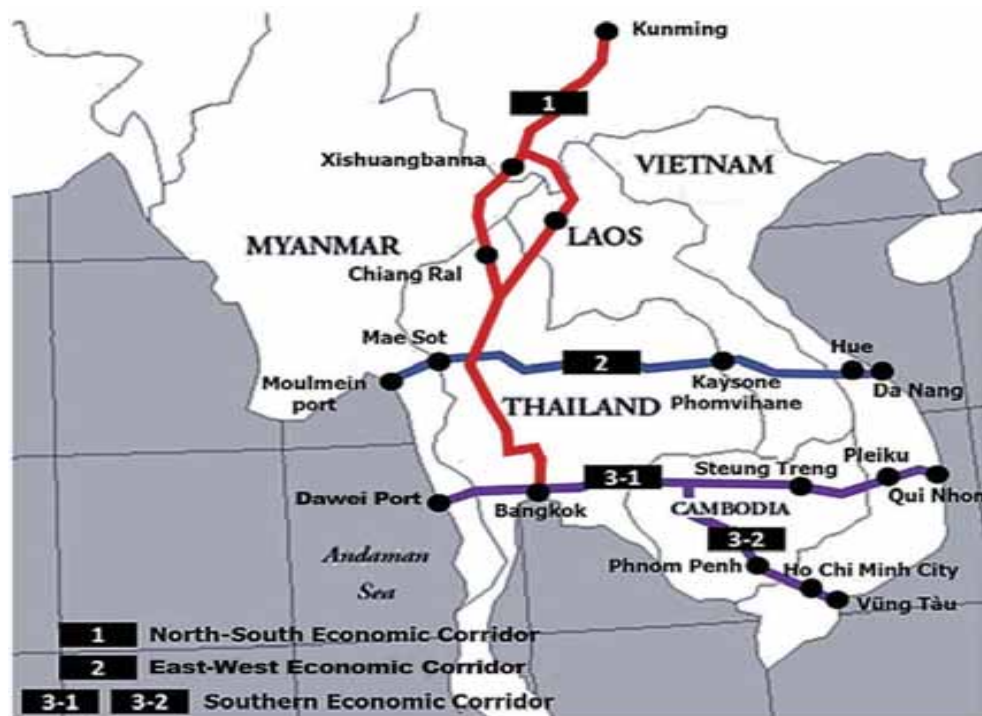 Kunming
1
Xishuangbanna
VIETNAM
MYANMAR
LAOS
Chiang Ral
Mae Sot
Hue
2
Moulmein
port
Kaysone
Phomvihane
Da Nang
THAILAND
Pleiku
Steung Treng
3-1
Dawei Port
Bangkok
CAMBODIA
Qui Nhon
3-2
Andaman
Sea
Phnom Penh
Ho Chi Minh City
Vũng Tàu
1 North-South Economic Corridor
2 East-West Economic Corridor
3-1 3-2 Southern Economic Corridor